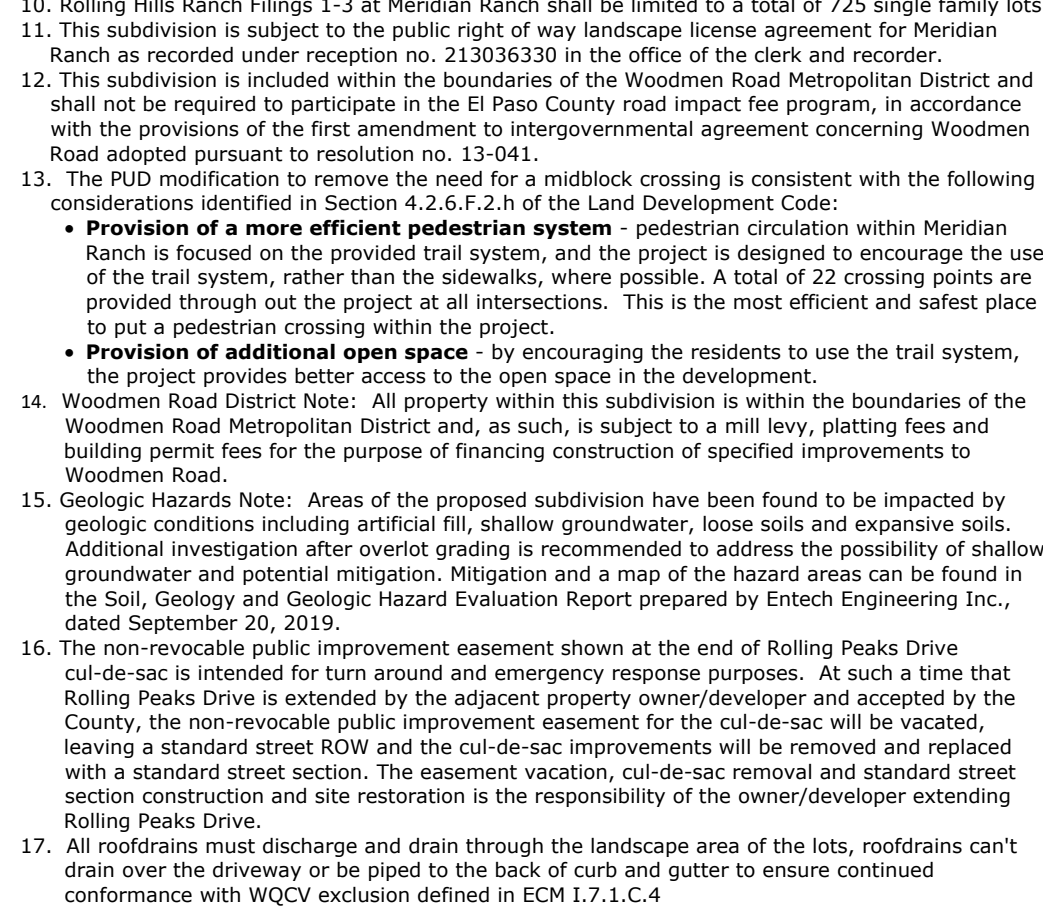 10. Rolling Hills Ranch Filings 1-3 at Meridian Ranch shall be limited to a total of 725 single family lots
11. This subdivision is subject to the public right of way landscape license agreement for Meridian
Ranch as recorded under reception no. 213036330 in the office of the clerk and recorder.
12. This subdivision is included within the boundaries of the Woodmen Road Metropolitan District and
shall not be required to participate in the El Paso County road impact fee program, in accordance
with the provisions of the first amendment to intergovernmental agreement concerning Woodmen
Road adopted pursuant to resolution no. 13-041.
13. The PUD modification to remove the need for a midblock crossing is consistent with the following
considerations identified in Section 4.2.6.F.2.h of the Land Development Code:
• Provision of a more efficient pedestrian system - pedestrian circulation within Meridian
Ranch is focused on the provided trail system, and the project is designed to encourage the use
of the trail system, rather than the sidewalks, where possible. A total of 22 crossing points are
provided through out the project at all intersections. This is the most efficient and safest place
to put a pedestrian crossing within the project.
• Provision of additional open space - by encouraging the residents to use the trail system,
the project provides better access to the open space in the development.
14. Woodmen Road District Note: All property within this subdivision is within the boundaries of the
Woodmen Road Metropolitan District and, as such, is subject to a mill levy, platting fees and
building permit fees for the purpose of financing construction of specified improvements to
Woodmen Road.
15. Geologic Hazards Note: Areas of the proposed subdivision have been found to be impacted by
geologic conditions including artificial fill, shallow groundwater, loose soils and expansive soils.
Additional investigation after overlot grading is recommended to address the possibility of shallow
groundwater and potential mitigation. Mitigation and a map of the hazard areas can be found in
the Soil, Geology and Geologic Hazard Evaluation Report prepared by Entech Engineering Inc.,
dated September 20, 2019.
16. The non-revocable public improvement easement shown at the end of Rolling Peaks Drive
cul-de-sac is intended for turn around and emergency response purposes. At such a time that
Rolling Peaks Drive is extended by the adjacent property owner/developer and accepted by the
County, the non-revocable public improvement easement for the cul-de-sac will be vacated,
leaving a standard street ROW and the cul-de-sac improvements will be removed and replaced
with a standard street section. The easement vacation, cul-de-sac removal and standard street
section construction and site restoration is the responsibility of the owner/developer extending
Rolling Peaks Drive.
17. All roofdrains must discharge and drain through the landscape area of the lots, roofdrains can't
drain over the driveway or be piped to the back of curb and gutter to ensure continued
conformance with WQCV exclusion defined in ECM I.7.1.C.4